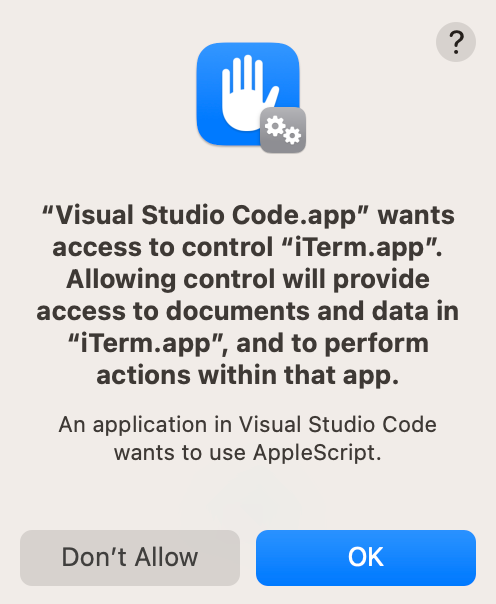 ?
“Visual Studio Code.app” wants
access to control “iTerm.app”.
Allowing control will provide
access to documents and data in
“iTerm.app”, and to perform
actions within that app.
An application in Visual Studio Code
wants to use AppleScript.
Don’t Allow
OK